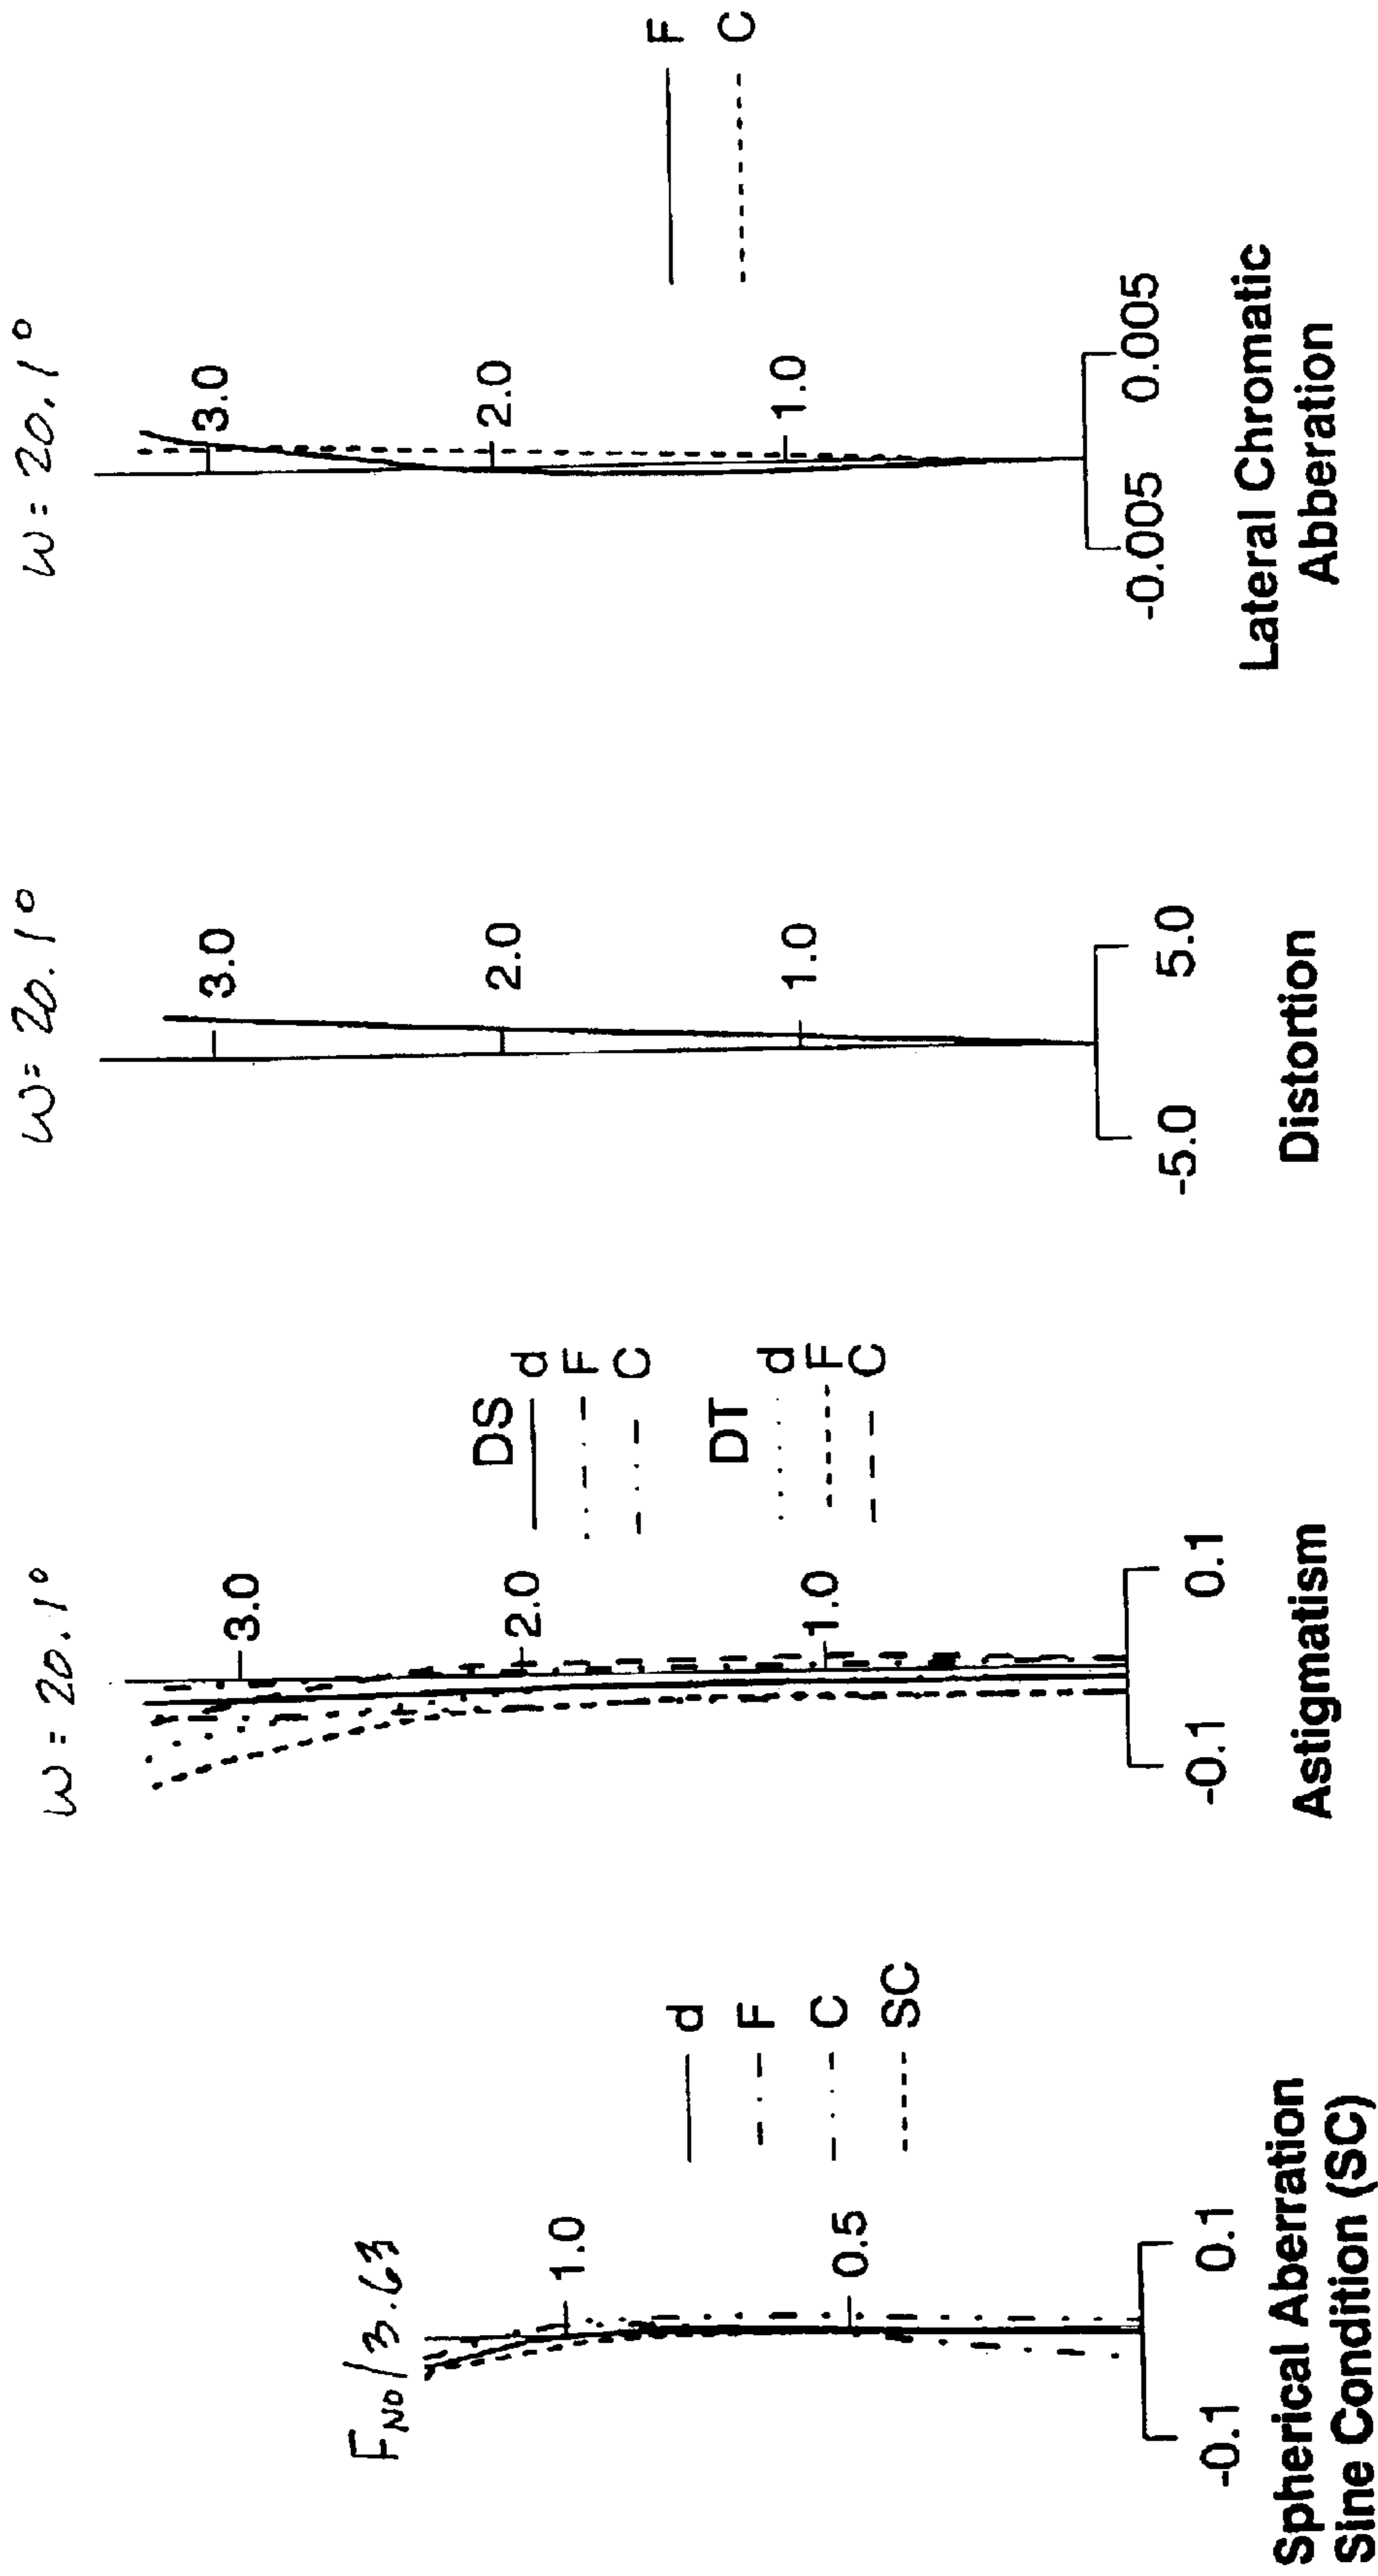 F_NO/3.63
1.0
0.5
-0.1
0.1
d
F
C
SC
Spherical Aberration
Sine Condition (SC)
ω = 20.1°
3.0
2.0
1.0
-0.1
0.1
DS
d
F
C
DT
d
F
C
Astigmatism
ω = 20.1°
3.0
2.0
1.0
-5.0
5.0
Distortion
ω = 20.1°
3.0
2.0
1.0
-0.005
0.005
F
C
Lateral Chromatic
Abberation